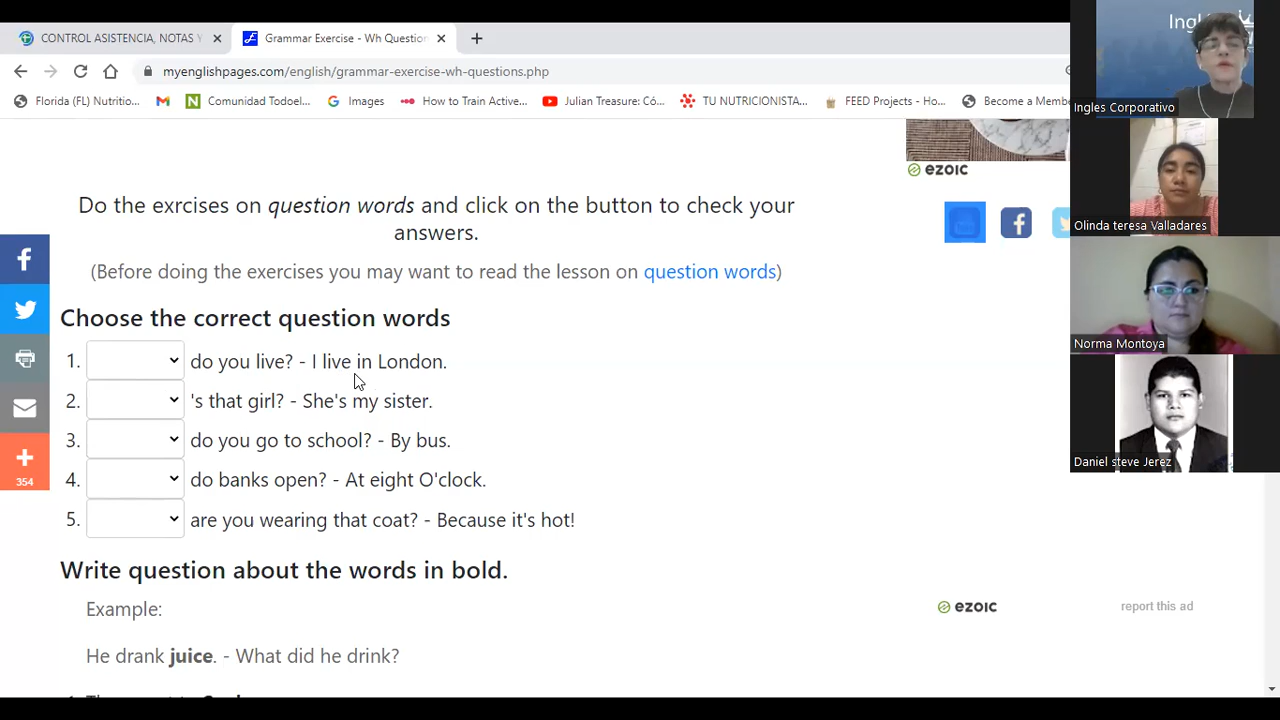 CONTROL ASISTENCIA, NOTAS Y
Grammar Exercise - Wh Question
myenglishpages.com/english/grammar-exercise-wh-questions.php
Florida (FL) Nutritio...
Comunidad Todoel...
Images
How to Train Active...
Julian Treasure: Có...
TU NUTRICIONISTA...
FEED Projects - Ho...
Become a Membe
Ingl
Ingles Corporativo
Olinda teresa Valladares
Norma Montoya
Daniel steve Jerez
ezoic
Do the exrcises on question words and click on the button to check your
answers.
(Before doing the exercises you may want to read the lesson on question words)
Choose the correct question words
1. do you live? - I live in London.
2. 's that girl? - She's my sister.
3. do you go to school? - By bus.
4. do banks open? - At eight O'clock.
5. are you wearing that coat? - Because it's hot!
354
Write question about the words in bold.
Example:
ezoic
report this ad
He drank juice. - What did he drink?